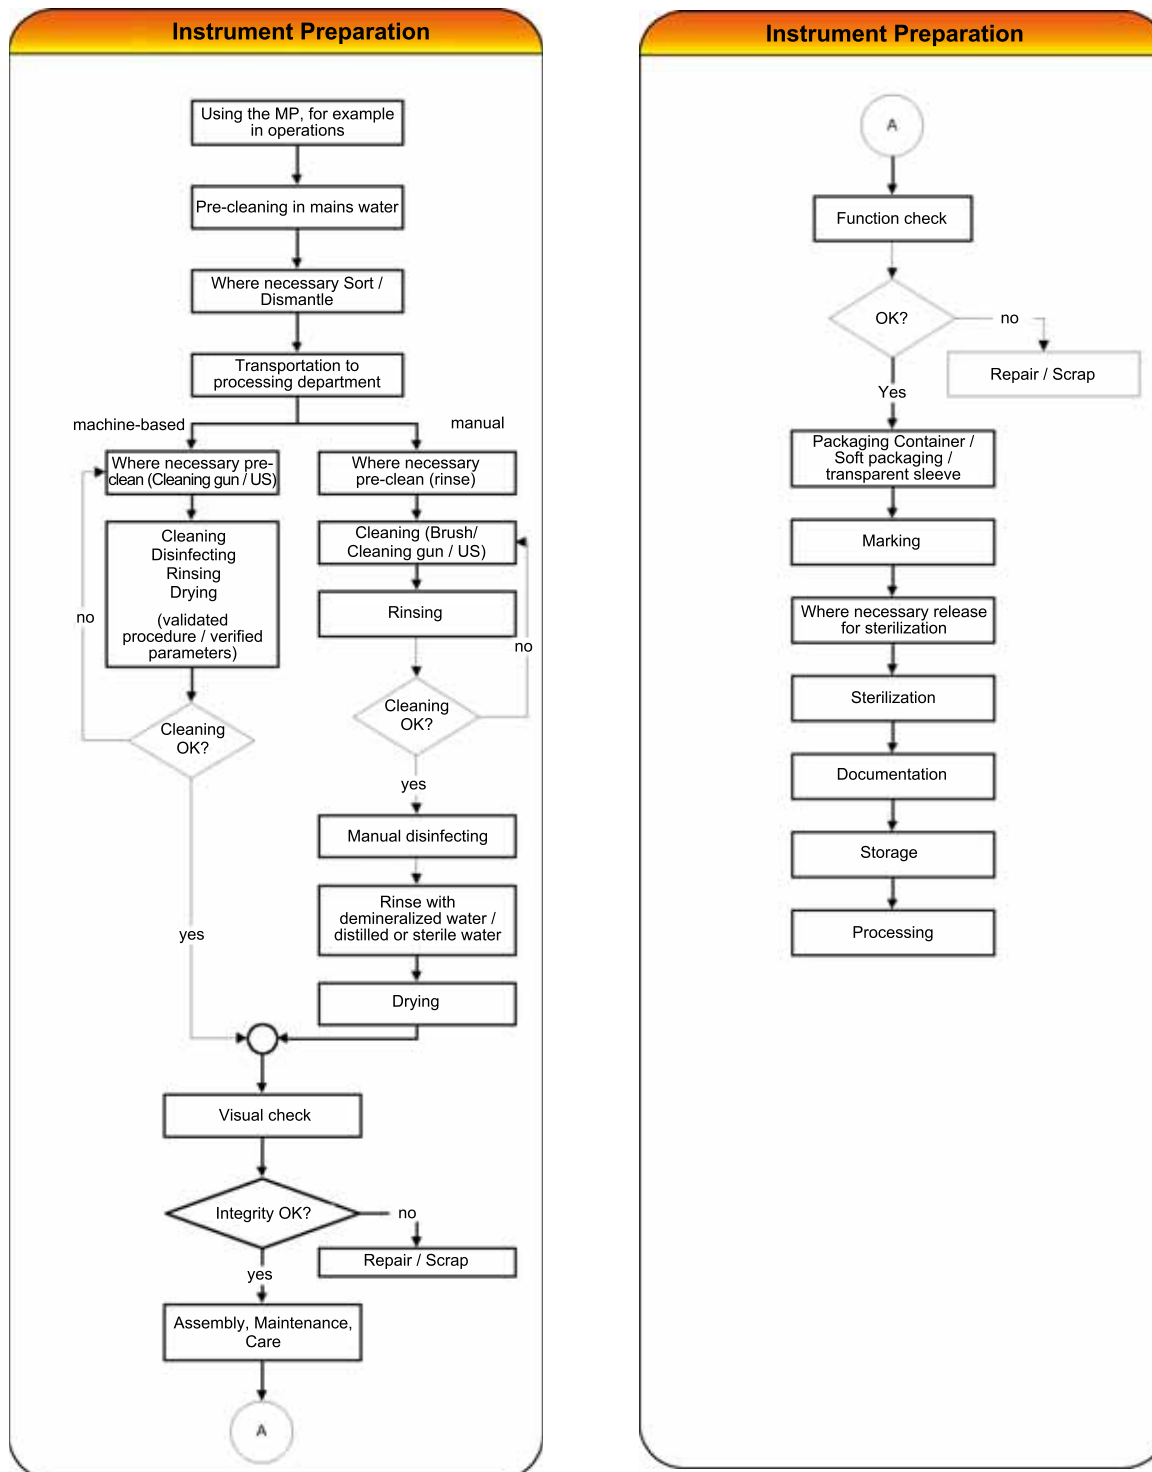 Instrument Preparation
Using the MP, for example
in operations
Pre-cleaning in mains water
Where necessary Sort /
Dismantle
Transportation to
processing department
machine-based
manual
Where necessary pre-
clean (Cleaning gun / US)
Where necessary
pre-clean (rinse)
Cleaning
Disinfecting
Rinsing
Drying
(validated
procedure / verified
parameters)
Cleaning (Brush/
Cleaning gun / US)
Rinsing
no
no
Cleaning
OK?
Cleaning
OK?
yes
Manual disinfecting
Rinse with
demineralized water /
distilled or sterile water
yes
Drying
Visual check
Integrity OK?
no
Repair / Scrap
yes
Assembly, Maintenance,
Care
A
Instrument Preparation
A
Function check
OK?
no
Repair / Scrap
Yes
Packaging Container /
Soft packaging /
transparent sleeve
Marking
Where necessary release
for sterilization
Sterilization
Documentation
Storage
Processing